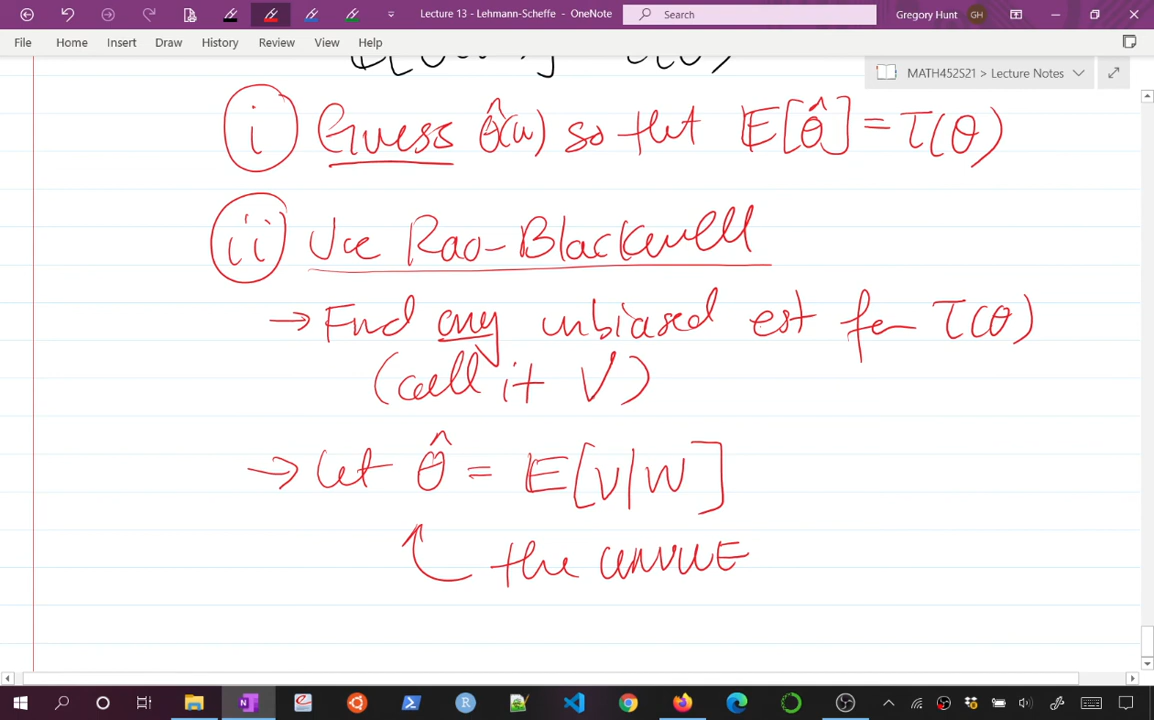 Lecture 13 - Lehmann-Scheffe - OneNote
Search
Gregory Hunt GH
File Home Insert Draw History Review View Help
MATH452S21 > Lecture Notes
i Guess θ̂(W) so that E[θ̂] = τ(θ)
ii Use Rao-Blackwell
→ Find any unbiased est for τ(θ)
(call it V)
→ Let θ̂ = E[V|W]
the UMVUE